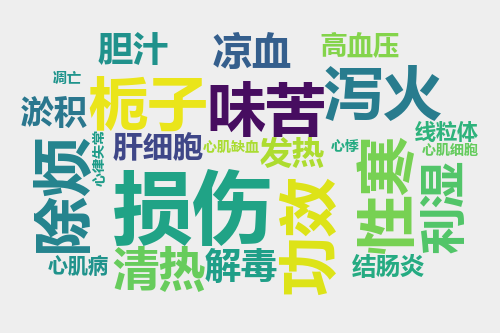 胆汁
凉血
高血压
凋亡
栀子
味苦
泻火
淤积
线粒体
心律失常
肝细胞
心肌缺血
发热
心悸
心肌细胞
除烦
损伤
功效
性寒
利湿
心肌病
清热
解毒
结肠炎